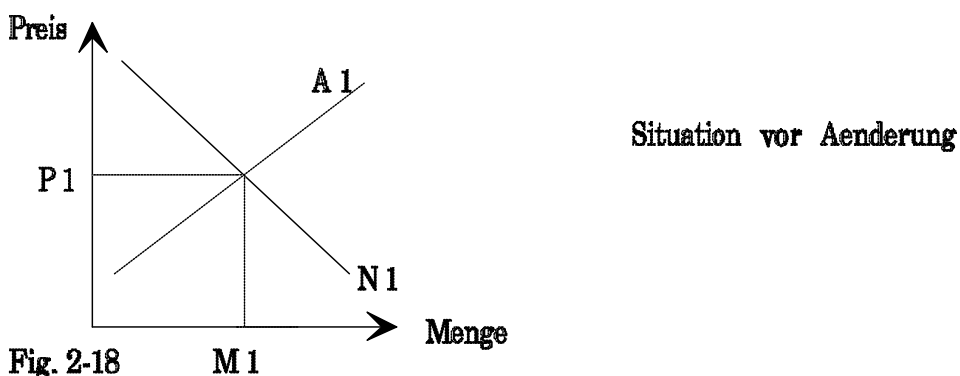 Preis
A 1
Situation vor Aenderung
P 1
N 1
Menge
Fig. 2-18
M 1